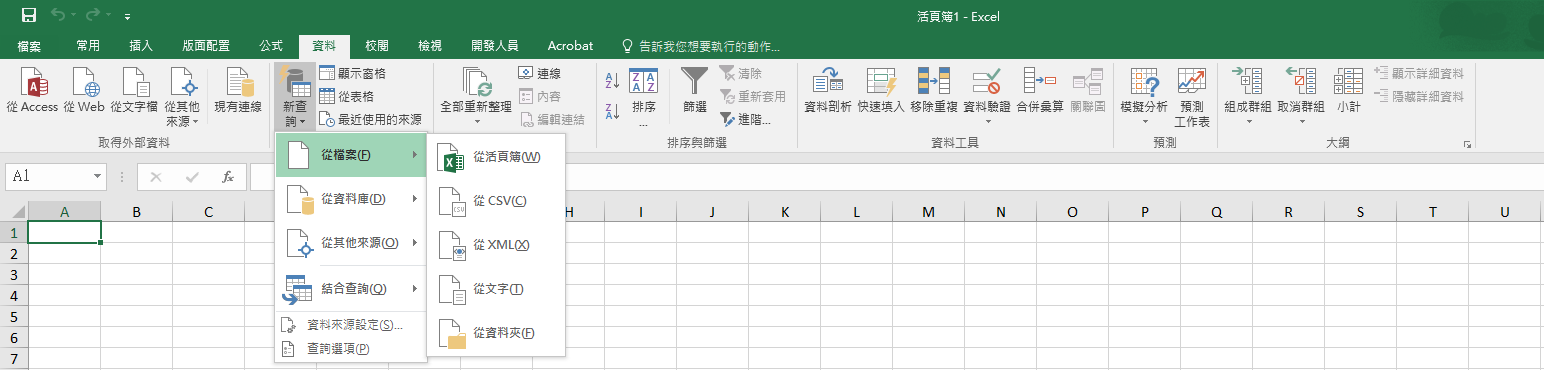 活頁簿1 - Excel
檔案 常用 插入 版面配置 公式 資料 校閱 檢視 開發人員 Acrobat 告訴我您想要執行的動作...
從 Access 從 Web 從文字檔 從其他來源 現有連線
取得外部資料
新查詢
顯示窗格
從表格
最近使用的來源
全部重新整理
連線
內容
編輯連結
排序...
篩選
清除
重新套用
進階...
排序與篩選
資料剖析 快速填入 移除重複 資料驗證 合併彙算 關聯圖
資料工具
模擬分析 預測工作表
預測
組成群組 取消群組 小計
顯示詳細資料
隱藏詳細資料
大綱
從檔案(F)
從資料庫(D)
從其他來源(O)
結合查詢(Q)
資料來源設定(S)...
查詢選項(P)
從活頁簿(W)
從 CSV(C)
從 XML(X)
從文字(T)
從資料夾(F)
A1
fx
A B C H I J K L M N O P Q R S T U
1
2
3
4
5
6
7